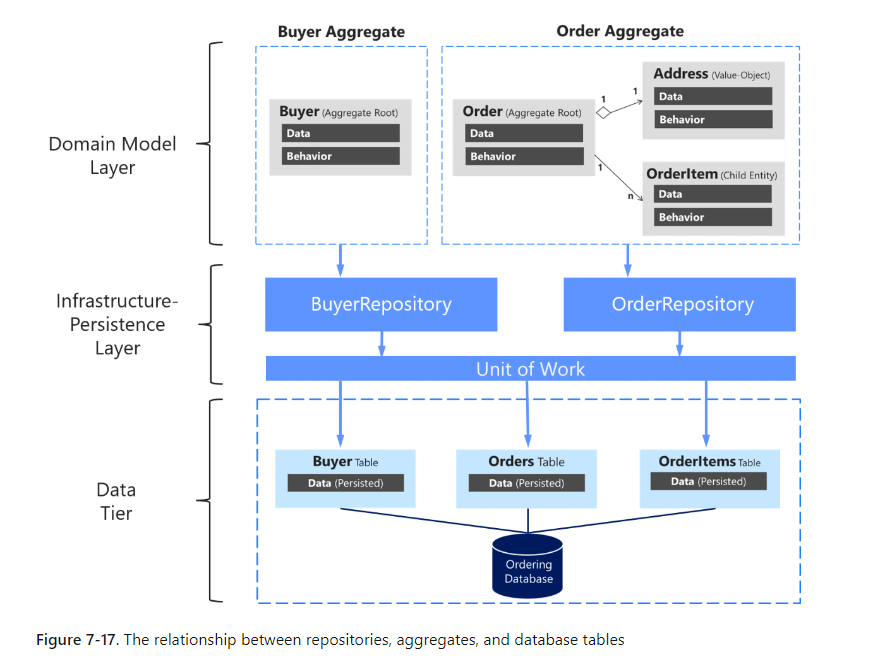 Buyer Aggregate
Order Aggregate
Domain Model
Layer
Buyer (Aggregate Root)
Data
Behavior
Order (Aggregate Root)
Data
Behavior
1
1
1
n
Address (Value-Object)
Data
Behavior
OrderItem (Child Entity)
Data
Behavior
Infrastructure-
Persistence
Layer
BuyerRepository
OrderRepository
Unit of Work
Data
Tier
Buyer Table
Data (Persisted)
Orders Table
Data (Persisted)
OrderItems Table
Data (Persisted)
Ordering
Database
Figure 7-17. The relationship between repositories, aggregates, and database tables